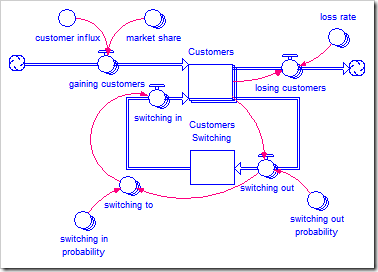 loss rate
customer influx
market share
Customers
gaining customers
losing customers
switching in
Customers
Switching
switching out
switching to
switching in
probability
switching out
probability